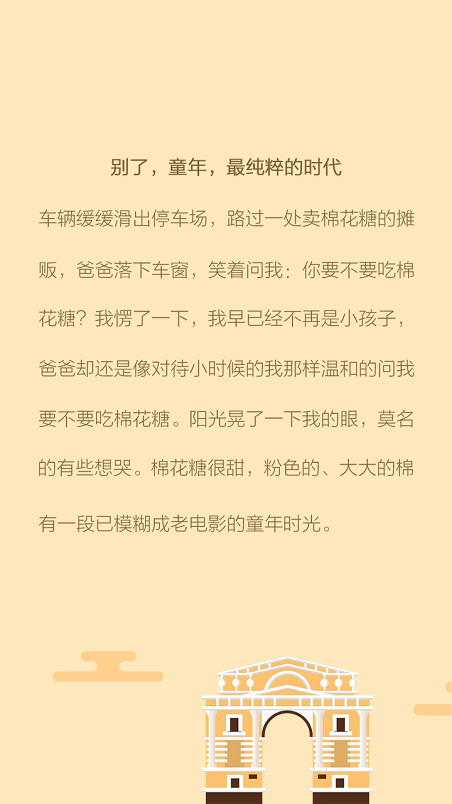 别了，童年，最纯粹的时代
车辆缓缓滑出停车场，路过一处卖棉花糖的摊
贩，爸爸落下车窗，笑着问我：你要不要吃棉
花糖？我愣了一下，我早已经不再是小孩子，
爸爸却还是像对待小时候的我那样温和的问我
要不要吃棉花糖。阳光晃了一下我的眼，莫名
的有些想哭。棉花糖很甜，粉色的、大大的棉
有一段已模糊成老电影的童年时光。